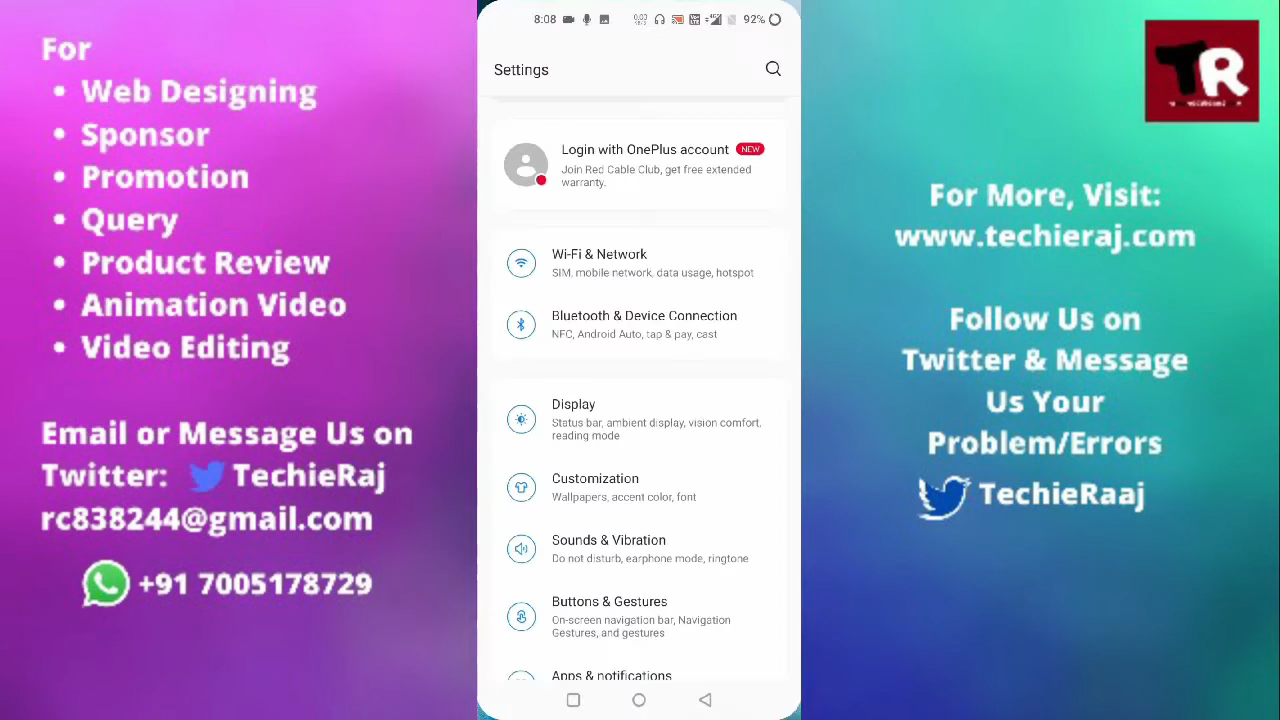 For
• Web Designing
• Sponsor
• Promotion
• Query
• Product Review
• Animation Video
• Video Editing
Email or Message Us on
Twitter: TechieRaj
rc838244@gmail.com
+91 7005178729
8:08
92%
Settings
Login with OnePlus account NEW
Join Red Cable Club, get free extended
warranty.
Wi-Fi & Network
SIM, mobile network, data usage, hotspot
Bluetooth & Device Connection
NFC, Android Auto, tap & pay, cast
Display
Status bar, ambient display, vision comfort,
reading mode
Customization
Wallpapers, accent color, font
Sounds & Vibration
Do not disturb, earphone mode, ringtone
Buttons & Gestures
On-screen navigation bar, Navigation
Gestures, and gestures
Apps & notifications
TR
For More, Visit:
www.techieraj.com
Follow Us on
Twitter & Message
Us Your
Problem/Errors
TechieRaaj